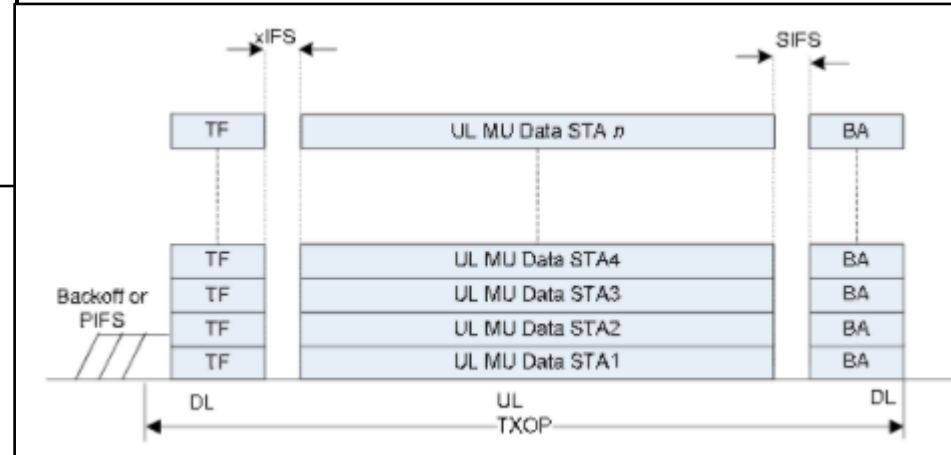 xIFS
SIFS
TF
UL MU Data STA n
BA
TF
UL MU Data STA4
BA
TF
UL MU Data STA3
BA
Backoff or
PIFS
TF
UL MU Data STA2
BA
TF
UL MU Data STA1
BA
DL
UL
DL
TXOP